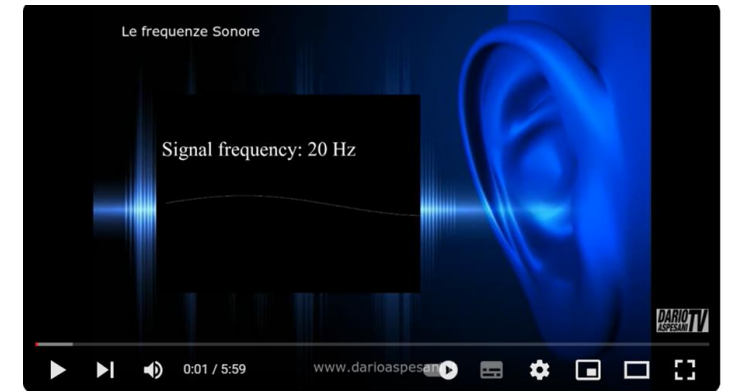 Le frequenze Sonore
Signal frequency: 20 Hz
DARIO TV
ASPESANI
0:01 / 5:59
www.darioaspesan